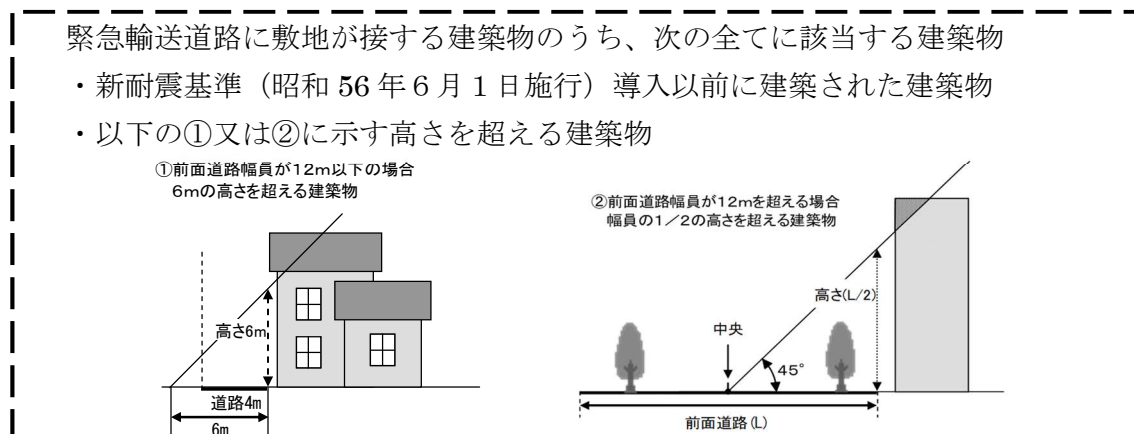 緊急輸送道路に敷地が接する建築物のうち、次の全てに該当する建築物
・新耐震基準（昭和 56 年６月１日施行）導入以前に建築された建築物
・以下の①又は②に示す高さを超える建築物
①前面道路幅員が12m以下の場合
6mの高さを超える建築物
高さ6m
道路4m
6m
②前面道路幅員が12mを超える場合
幅員の1／2の高さを超える建築物
高さ(L/2)
中央
45°
前面道路(L)